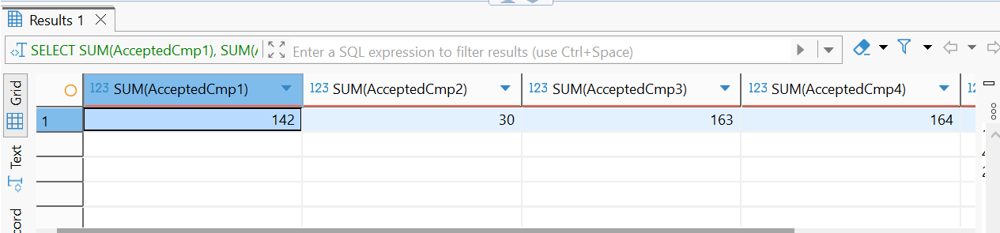 Results 1
SELECT SUM(AcceptedCmp1), SUM(
Enter a SQL expression to filter results (use Ctrl+Space)
Grid
123 SUM(AcceptedCmp1) 123 SUM(AcceptedCmp2) 123 SUM(AcceptedCmp3) 123 SUM(AcceptedCmp4)
1 142 30 163 164
Text
cord